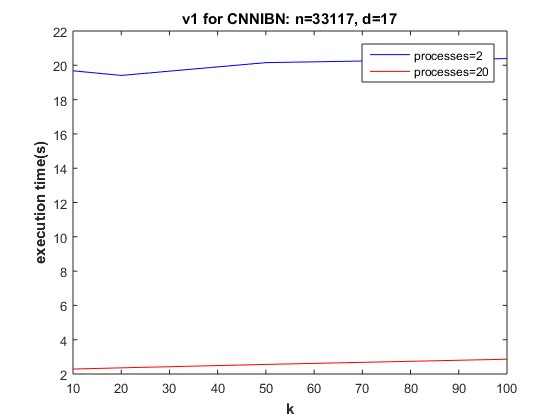 v1 for CNNIBN: n=33117, d=17
processes=2
processes=20
execution time(s)
22
20
18
16
14
12
10
8
6
4
2
10 20 30 40 50 60 70 80 90 100
k